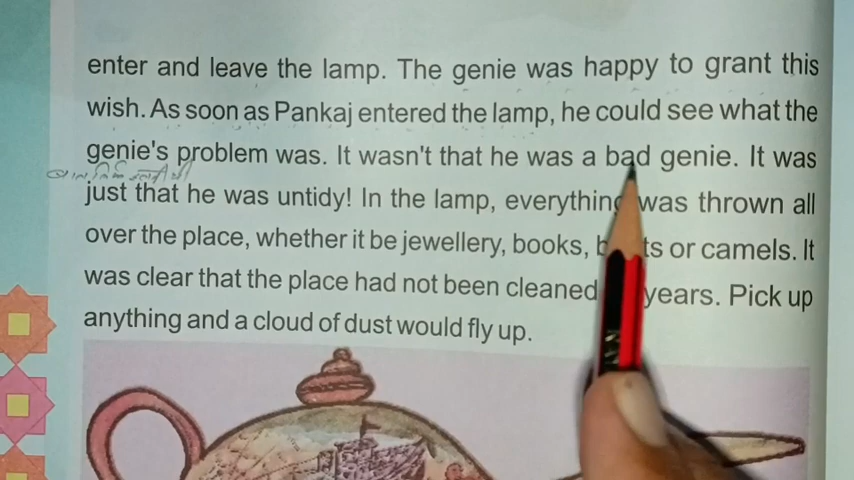 enter and leave the lamp. The genie was happy to grant this
wish. As soon as Pankaj entered the lamp, he could see what the
genie's problem was. It wasn't that he was a bad genie. It was
just that he was untidy! In the lamp, everything was thrown all
over the place, whether it be jewellery, books, or camels. It
was clear that the place had not been cleaned years. Pick up
anything and a cloud of dust would fly up.